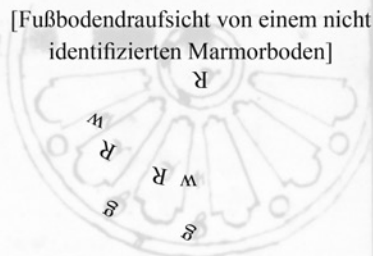 [Fußbodendraufsicht von einem nicht
identifizierten Marmorboden]
R
w
R
R w
g
g